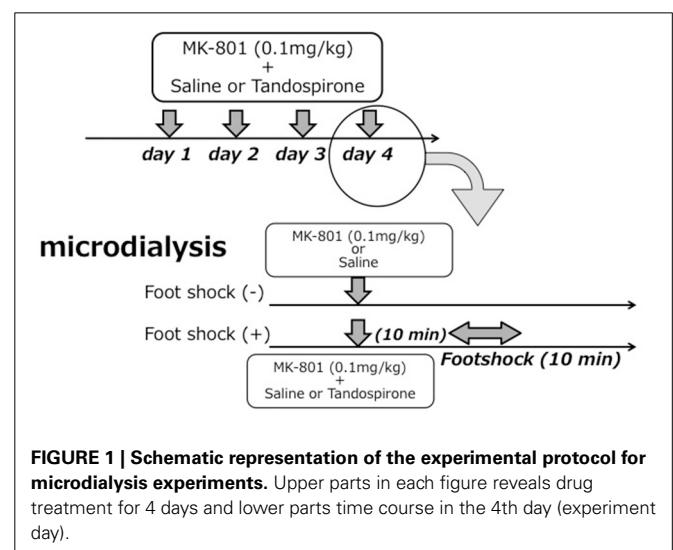 MK-801 (0.1mg/kg)
+
Saline or Tandospirone
day 1 day 2 day 3 day 4
microdialysis
MK-801 (0.1mg/kg)
or
Saline
Foot shock (-)
Foot shock (+)
(10 min)
Footshock (10 min)
MK-801 (0.1mg/kg)
+
Saline or Tandospirone
FIGURE 1 | Schematic representation of the experimental protocol for
microdialysis experiments. Upper parts in each figure reveals drug
treatment for 4 days and lower parts time course in the 4th day (experiment
day).